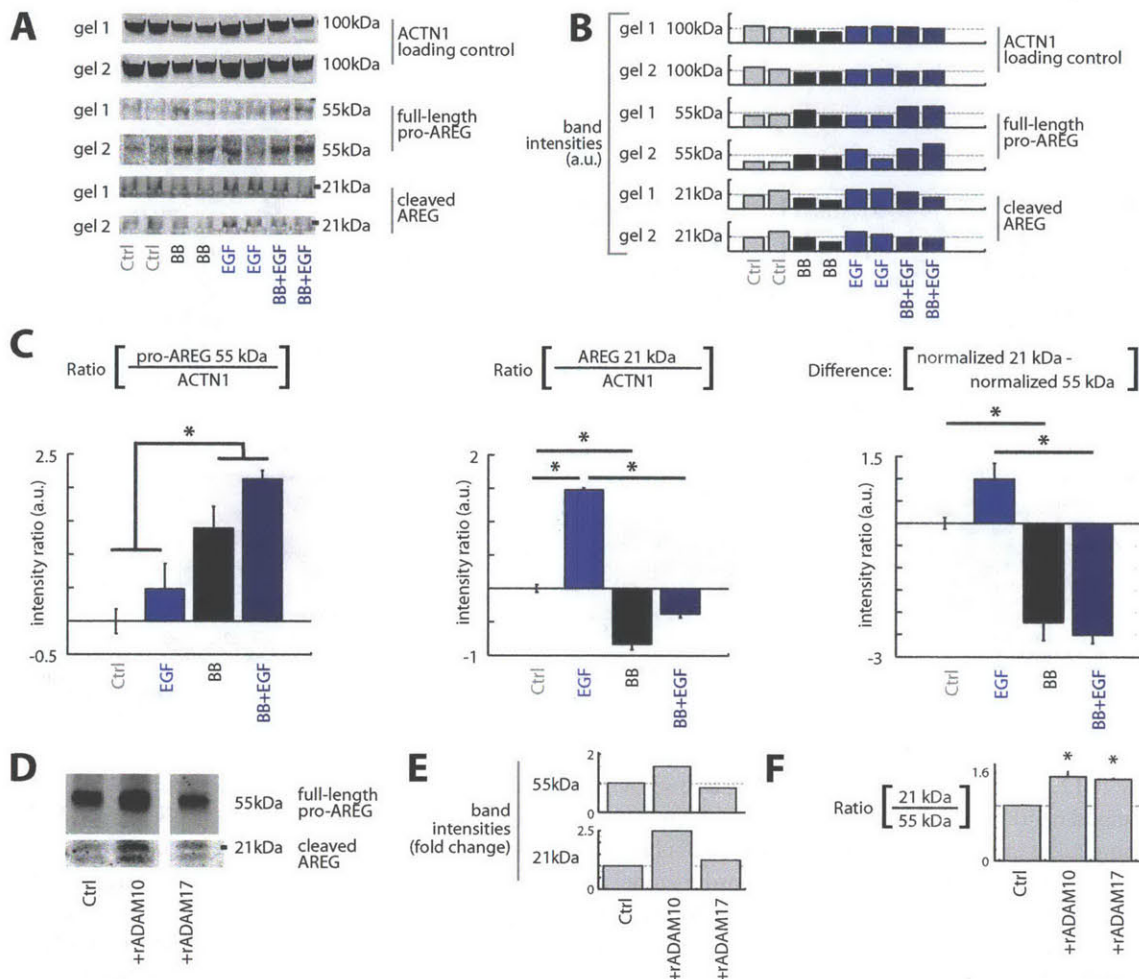 A
gel 1 100kDa
gel 2 100kDa
ACTN1
loading control
gel 1 55kDa
gel 2 55kDa
full-length
pro-AREG
gel 1 21kDa
gel 2 21kDa
cleaved
AREG
Ctrl Ctrl BB BB EGF EGF BB+EGF BB+EGF
B
band
intensities
(a.u.)
gel 1 100kDa
gel 2 100kDa
ACTN1
loading control
gel 1 55kDa
gel 2 55kDa
full-length
pro-AREG
gel 1 21kDa
gel 2 21kDa
cleaved
AREG
Ctrl Ctrl BB BB EGF EGF BB+EGF BB+EGF
C
Ratio [ pro-AREG 55 kDa
ACTN1 ]
*
2.5
intensity ratio (a.u.)
-0.5
Ctrl EGF BB BB+EGF
Ratio [ AREG 21 kDa
ACTN1 ]
*
* *
2
intensity ratio (a.u.)
-1
Ctrl EGF BB BB+EGF
Difference: [ normalized 21 kDa -
normalized 55 kDa ]
*
*
1.5
intensity ratio (a.u.)
-3
Ctrl EGF BB BB+EGF
D
55kDa full-length
pro-AREG
21kDa cleaved
AREG
Ctrl +rADAM10 +rADAM17
E
band
intensities
(fold change)
2
55kDa
0
2.5
21kDa
0
Ctrl +rADAM10 +rADAM17
F
Ratio [ 21 kDa
55 kDa ]
* *
1.6
0
Ctrl +rADAM10 +rADAM17